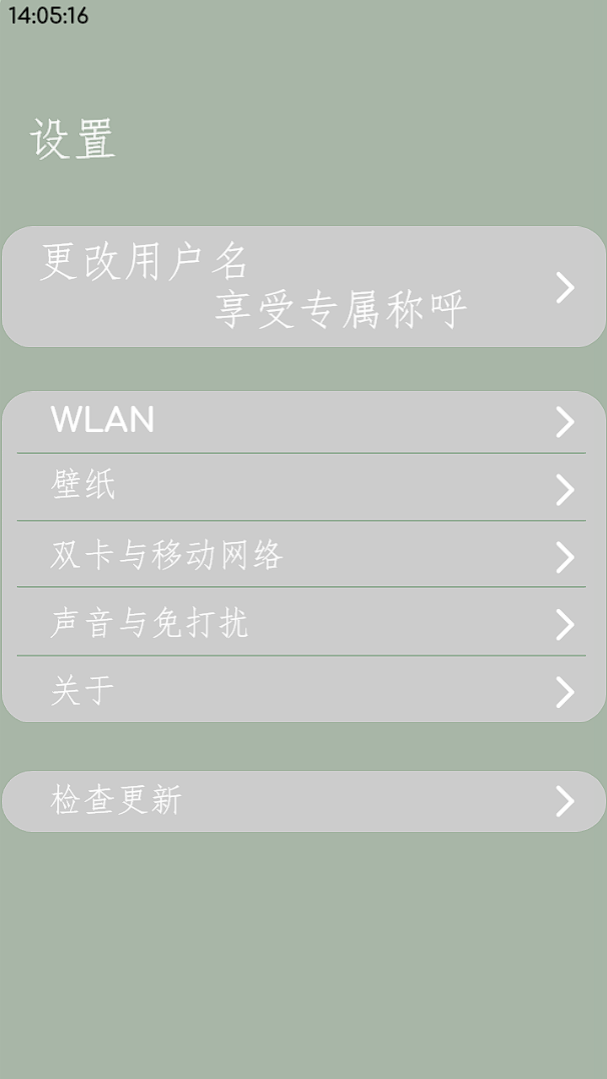 14:05:16
设置
更改用户名
享受专属称呼
WLAN
壁纸
双卡与移动网络
声音与免打扰
关于
检查更新